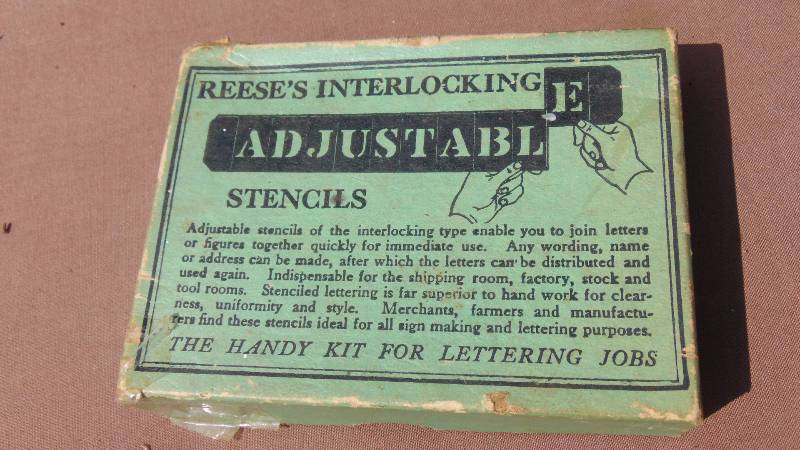 REESE'S INTERLOCKING
ADJUSTABLE
STENCILS
Adjustable stencils of the interlocking type enable you to join letters
or figures together quickly for immediate use. Any wording, name
or address can be made, after which the letters can be distributed and
used again. Indispensable for the shipping room, factory, stock and
tool rooms. Stenciled lettering is far superior to hand work for clear-
ness, uniformity and style. Merchants, farmers and manufactu-
rers find these stencils ideal for all sign making and lettering purposes.
THE HANDY KIT FOR LETTERING JOBS